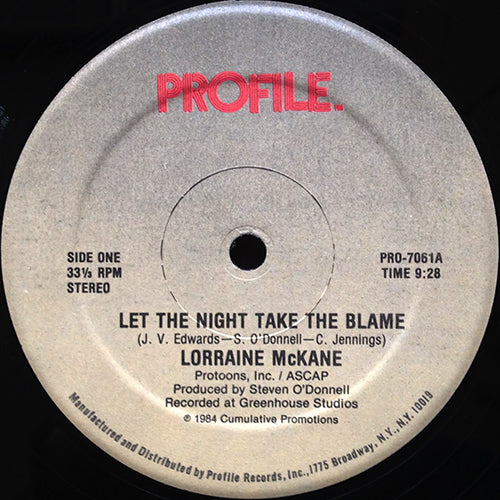 PROFILE.
SIDE ONE
33⅓ RPM
STEREO
PRO-7061A
TIME 9:28
LET THE NIGHT TAKE THE BLAME
(J. V. Edwards—S. O'Donnell—C. Jennings)
LORRAINE McKANE
Protoons, Inc. / ASCAP
Produced by Steven O'Donnell
Recorded at Greenhouse Studios
℗ 1984 Cumulative Promotions
Manufactured and Distributed by Profile Records, Inc., 1775 Broadway, N.Y., N.Y. 10019